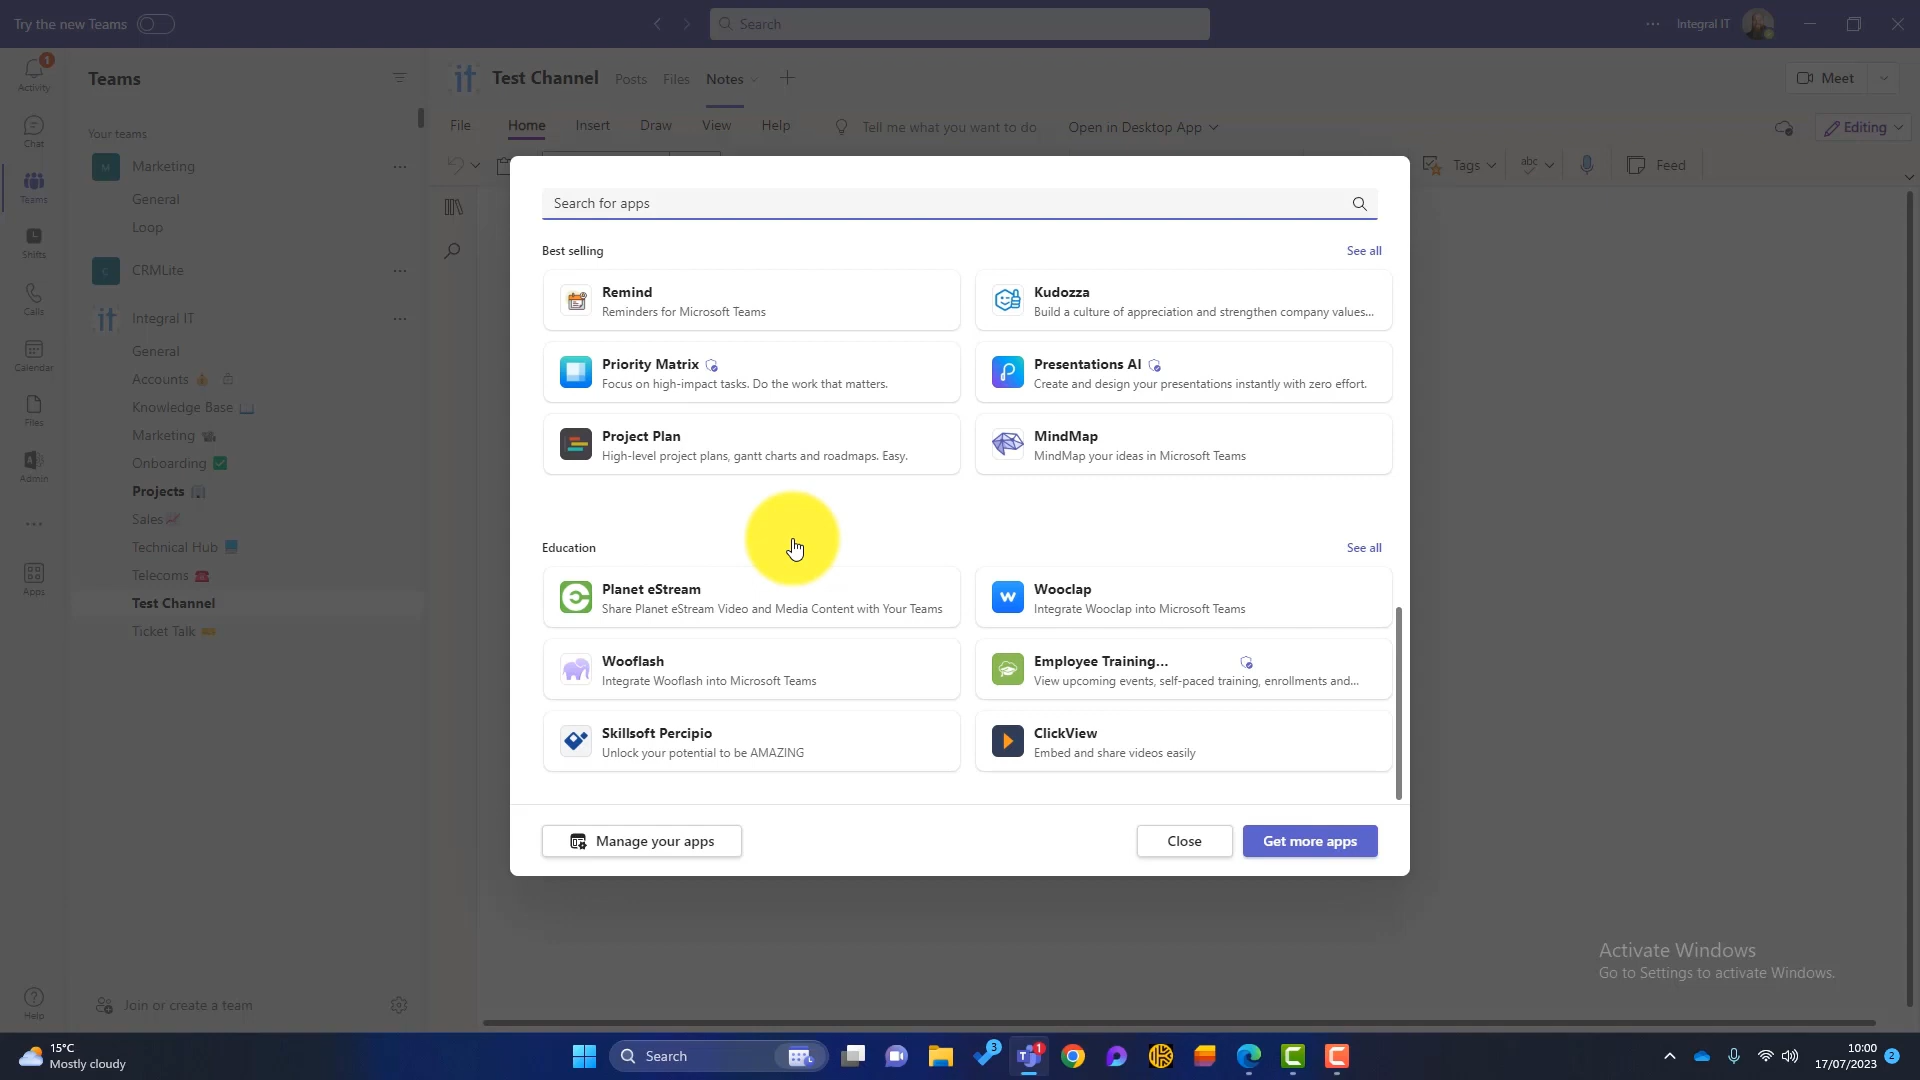 Try the new Teams
Search
Integral IT
1
Activity
Chat
Teams
Shifts
Calls
Calendar
Files
Admin
Apps
Help
Teams
Your teams
M
Marketing
General
Loop
C
CRMLite
it
Integral IT
General
Accounts
Knowledge Base
Marketing
Onboarding
Projects
Sales
Technical Hub
Telecoms
Test Channel
Ticket Talk
Join or create a team
it
Test Channel
Posts
Files
Notes
Meet
File
Home
Insert
Draw
View
Help
Tell me what you want to do
Open in Desktop App
Editing
Tags
abc
Feed
Search for apps
Best selling
See all
Remind
Reminders for Microsoft Teams
Kudozza
Build a culture of appreciation and strengthen company values...
Priority Matrix
Focus on high-impact tasks. Do the work that matters.
Presentations AI
Create and design your presentations instantly with zero effort.
Project Plan
High-level project plans, gantt charts and roadmaps. Easy.
MindMap
MindMap your ideas in Microsoft Teams
Education
See all
Planet eStream
Share Planet eStream Video and Media Content with Your Teams
w
Wooclap
Integrate Wooclap into Microsoft Teams
Wooflash
Integrate Wooflash into Microsoft Teams
Employee Training...
View upcoming events, self-paced training, enrollments and...
Skillsoft Percipio
Unlock your potential to be AMAZING
ClickView
Embed and share videos easily
Manage your apps
Close
Get more apps
Activate Windows
Go to Settings to activate Windows.
15°C
Mostly cloudy
Search
3
1
10:00
17/07/2023
2